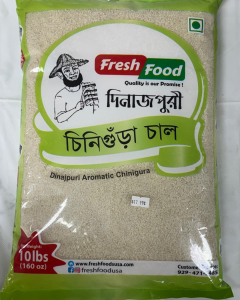 Fresh Food
Quality is our Promise!
দিনাজপুরী
চিনিগুঁড়া চাল
Dinajpuri Aromatic Chinigura
10lbs
(160 oz)
www.freshfoodusa.com
freshfoodusa